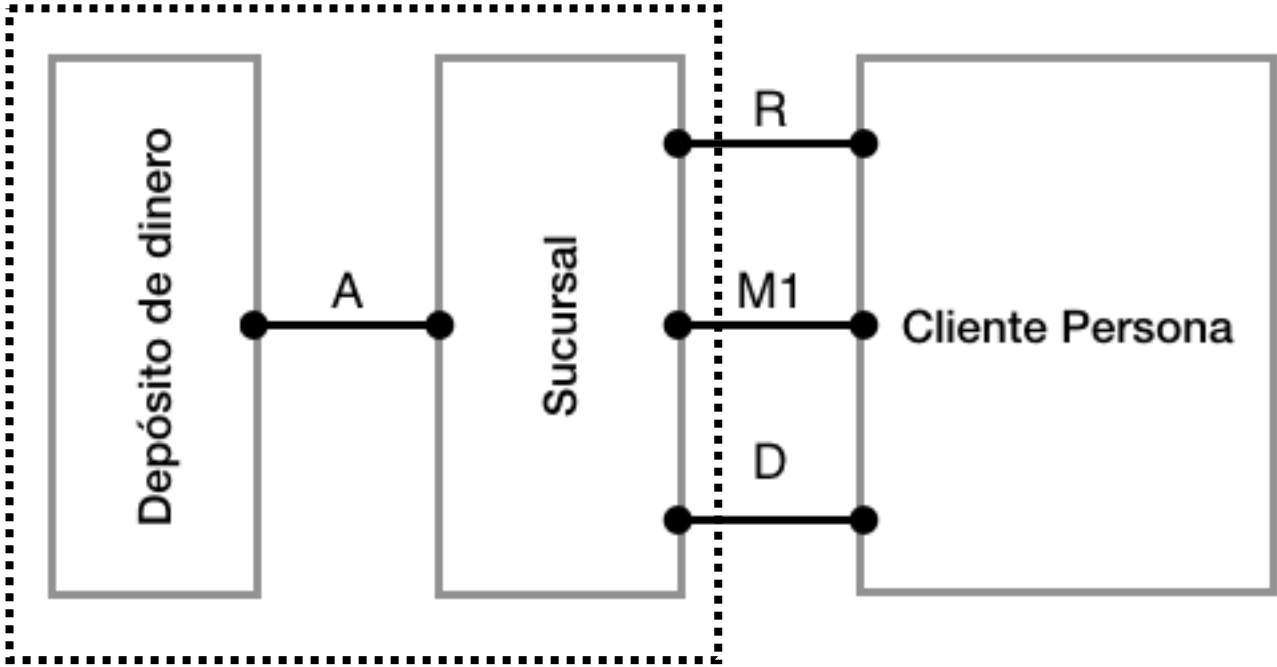 Depósito de dinero
A
Sucursal
R
M1
D
Cliente Persona